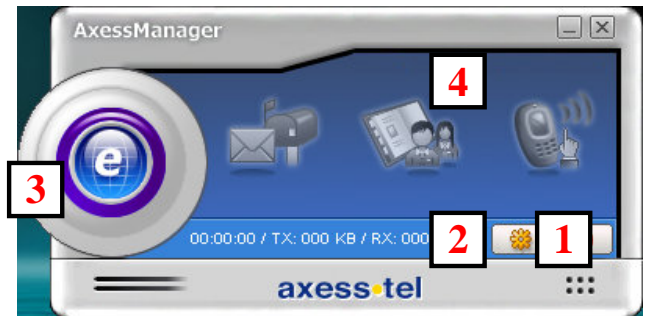 AxessManager
4
e
3
00:00:00 / TX: 000 KB / RX: 000
2
1
axess•tel